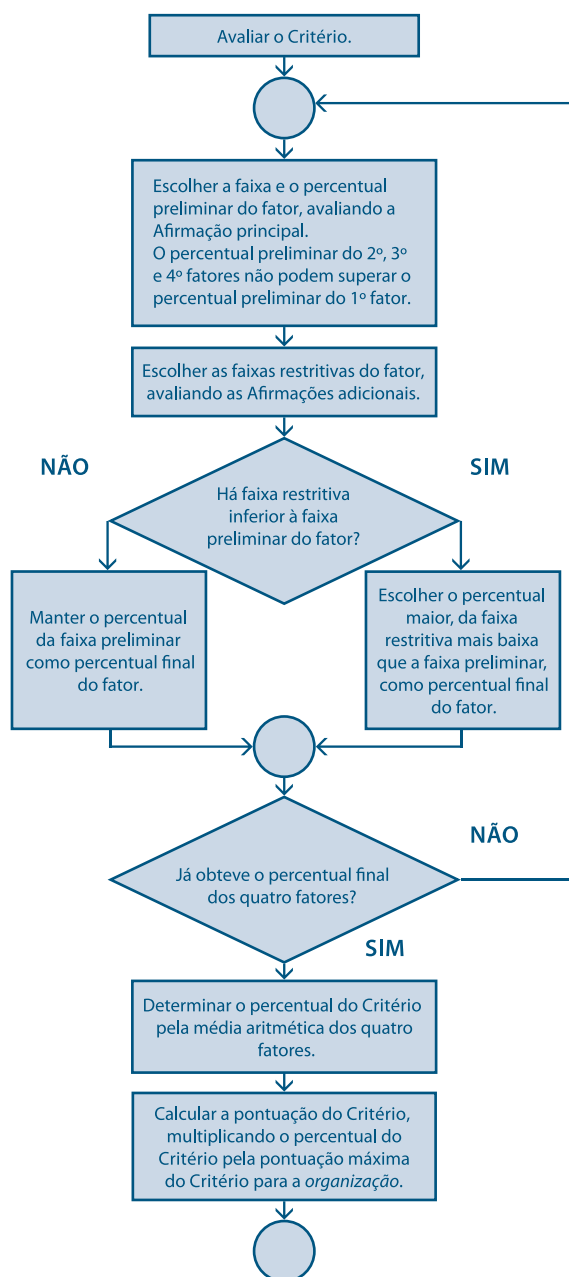 Avaliar o Critério.
Escolher a faixa e o percentual
preliminar do fator, avaliando a
Afirmação principal.
O percentual preliminar do 2º, 3º
e 4º fatores não podem superar o
percentual preliminar do 1º fator.
Escolher as faixas restritivas do fator,
avaliando as Afirmações adicionais.
NÃO
SIM
Há faixa restritiva
inferior à faixa
preliminar do fator?
Manter o percentual
da faixa preliminar
como percentual final
do fator.
Escolher o percentual
maior, da faixa
restritiva mais baixa
que a faixa preliminar,
como percentual final
do fator.
NÃO
Já obteve o percentual final
dos quatro fatores?
SIM
Determinar o percentual do Critério
pela média aritmética dos quatro
fatores.
Calcular a pontuação do Critério,
multiplicando o percentual do
Critério pela pontuação máxima
do Critério para a organização.